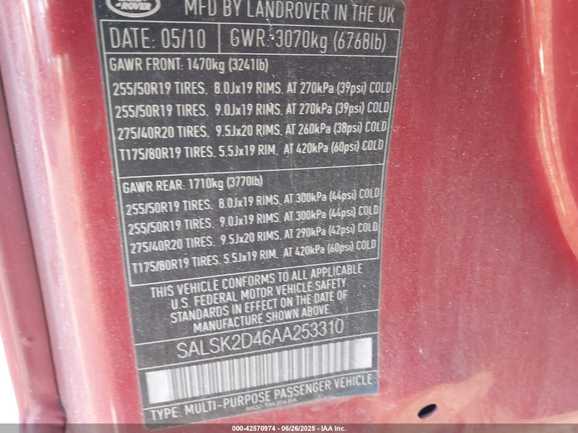 ROVER
MFD BY LANDROVER IN THE UK
DATE: 05/10 GWR: 3070kg (6768lb)
GAWR FRONT: 1470kg (3241lb)
255/50R19 TIRES. 8.0Jx19 RIMS. AT 270kPa (39psi) COLD
255/50R19 TIRES. 9.0Jx19 RIMS. AT 270kPa (39psi) COLD
275/40R20 TIRES. 9.5Jx20 RIMS. AT 260kPa (38psi) COLD
T175/80R19 TIRES. 5.5Jx19 RIM. AT 420kPa (60psi) COLD
GAWR REAR: 1710kg (3770lb)
255/50R19 TIRES. 8.0Jx19 RIMS. AT 300kPa (44psi) COLD
255/50R19 TIRES. 9.0Jx19 RIMS. AT 300kPa (44psi) COLD
275/40R20 TIRES. 9.5Jx20 RIMS. AT 290kPa (42psi) COLD
T175/80R19 TIRES. 5.5Jx19 RIM. AT 420kPa (60psi) COLD
THIS VEHICLE CONFORMS TO ALL APPLICABLE
U.S. FEDERAL MOTOR VEHICLE SAFETY
STANDARDS IN EFFECT ON THE DATE OF
MANUFACTURE SHOWN ABOVE.
SALSK2D46AA253310
TYPE: MULTI-PURPOSE PASSENGER VEHICLE
000-42570974 - 06/26/2025 - IAAI.COM